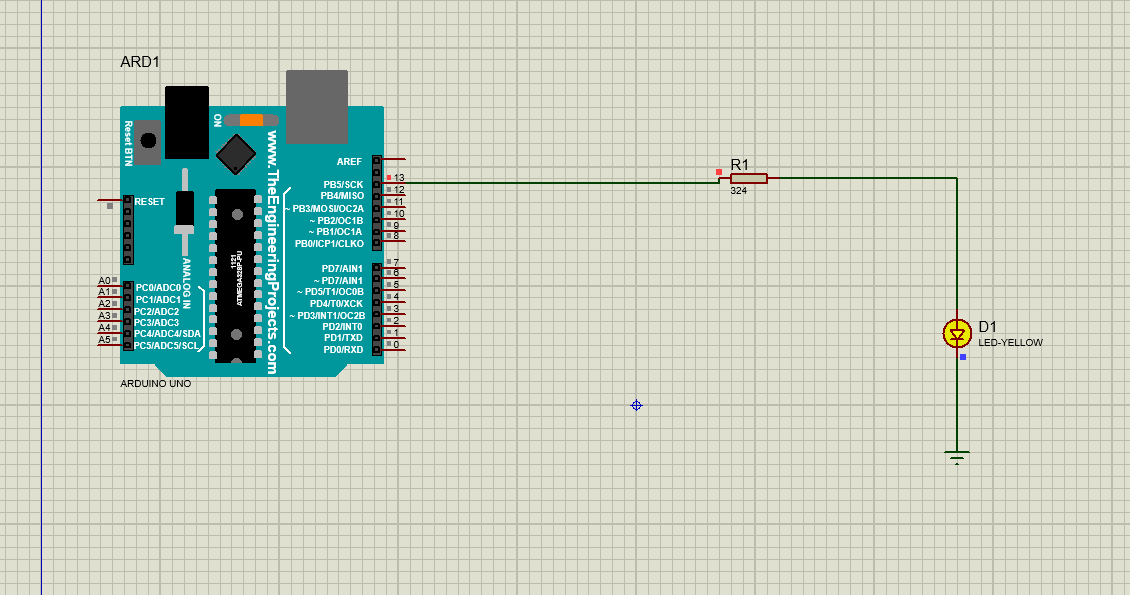 ARD1
Reset BTN
ON
www.TheEngineeringProjects.com
AREF
PB5/SCK 13
PB4/MISO 12
~ PB3/MOSI/OC2A 11
~ PB2/OC1B 10
~ PB1/OC1A 9
PB0/ICP1/CLKO 8
PD7/AIN1 7
~ PD7/AIN1 6
~ PD5/T1/OC0B 5
PD4/T0/XCK 4
~ PD3/INT1/OC2B 3
PD2/INT0 2
PD1/TXD 1
PD0/RXD 0
RESET
ANALOG IN
1121
ATMEGA328P-PU
A0 PC0/ADC0
A1 PC1/ADC1
A2 PC2/ADC2
A3 PC3/ADC3
A4 PC4/ADC4/SDA
A5 PC5/ADC5/SCL
ARDUINO UNO
R1
324
D1
LED-YELLOW